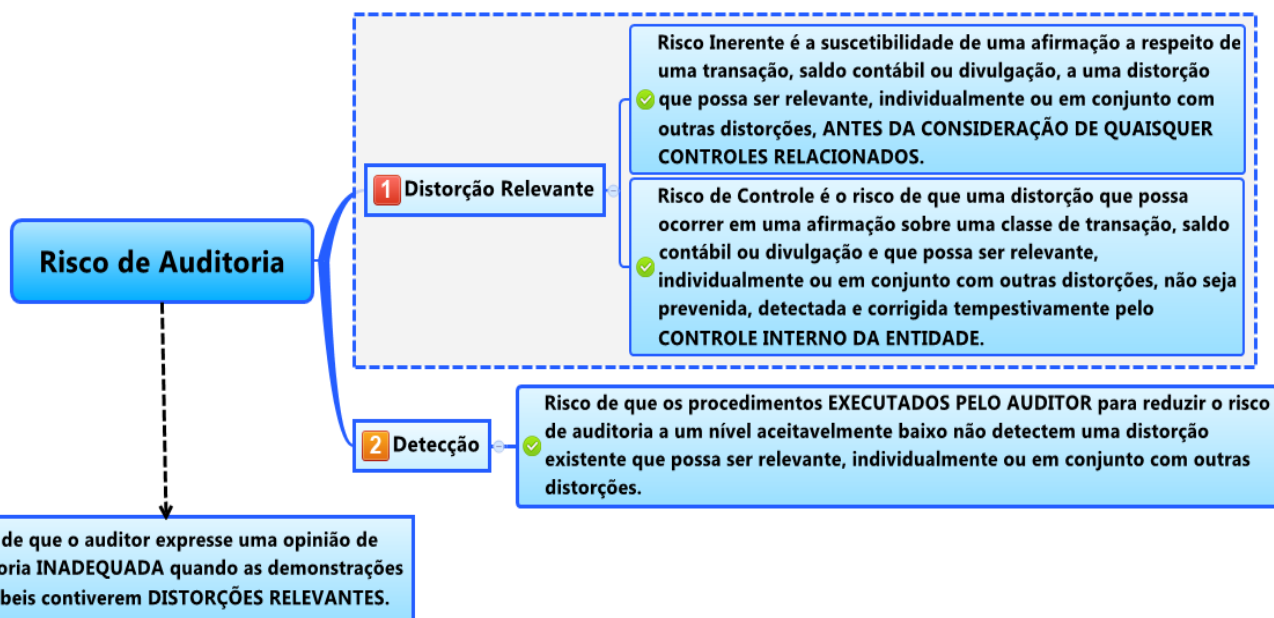 Risco de Auditoria
1 Distorção Relevante
Risco Inerente é a suscetibilidade de uma afirmação a respeito de
uma transação, saldo contábil ou divulgação, a uma distorção
que possa ser relevante, individualmente ou em conjunto com
outras distorções, ANTES DA CONSIDERAÇÃO DE QUAISQUER
CONTROLES RELACIONADOS.
Risco de Controle é o risco de que uma distorção que possa
ocorrer em uma afirmação sobre uma classe de transação, saldo
contábil ou divulgação e que possa ser relevante,
individualmente ou em conjunto com outras distorções, não seja
prevenida, detectada e corrigida tempestivamente pelo
CONTROLE INTERNO DA ENTIDADE.
2 Detecção
Risco de que os procedimentos EXECUTADOS PELO AUDITOR para reduzir o risco
de auditoria a um nível aceitavelmente baixo não detectem uma distorção
existente que possa ser relevante, individualmente ou em conjunto com outras
distorções.
de que o auditor expresse uma opinião de
INADEQUADA quando as demonstrações
contiverem DISTORÇÕES RELEVANTES.